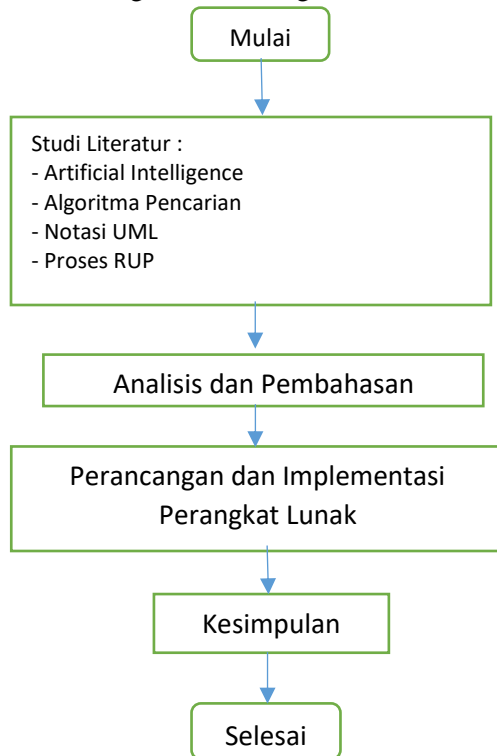 Mulai
Studi Literatur :
- Artificial Intelligence
- Algoritma Pencarian
- Notasi UML
- Proses RUP
Analisis dan Pembahasan
Perancangan dan Implementasi
Perangkat Lunak
Kesimpulan
Selesai